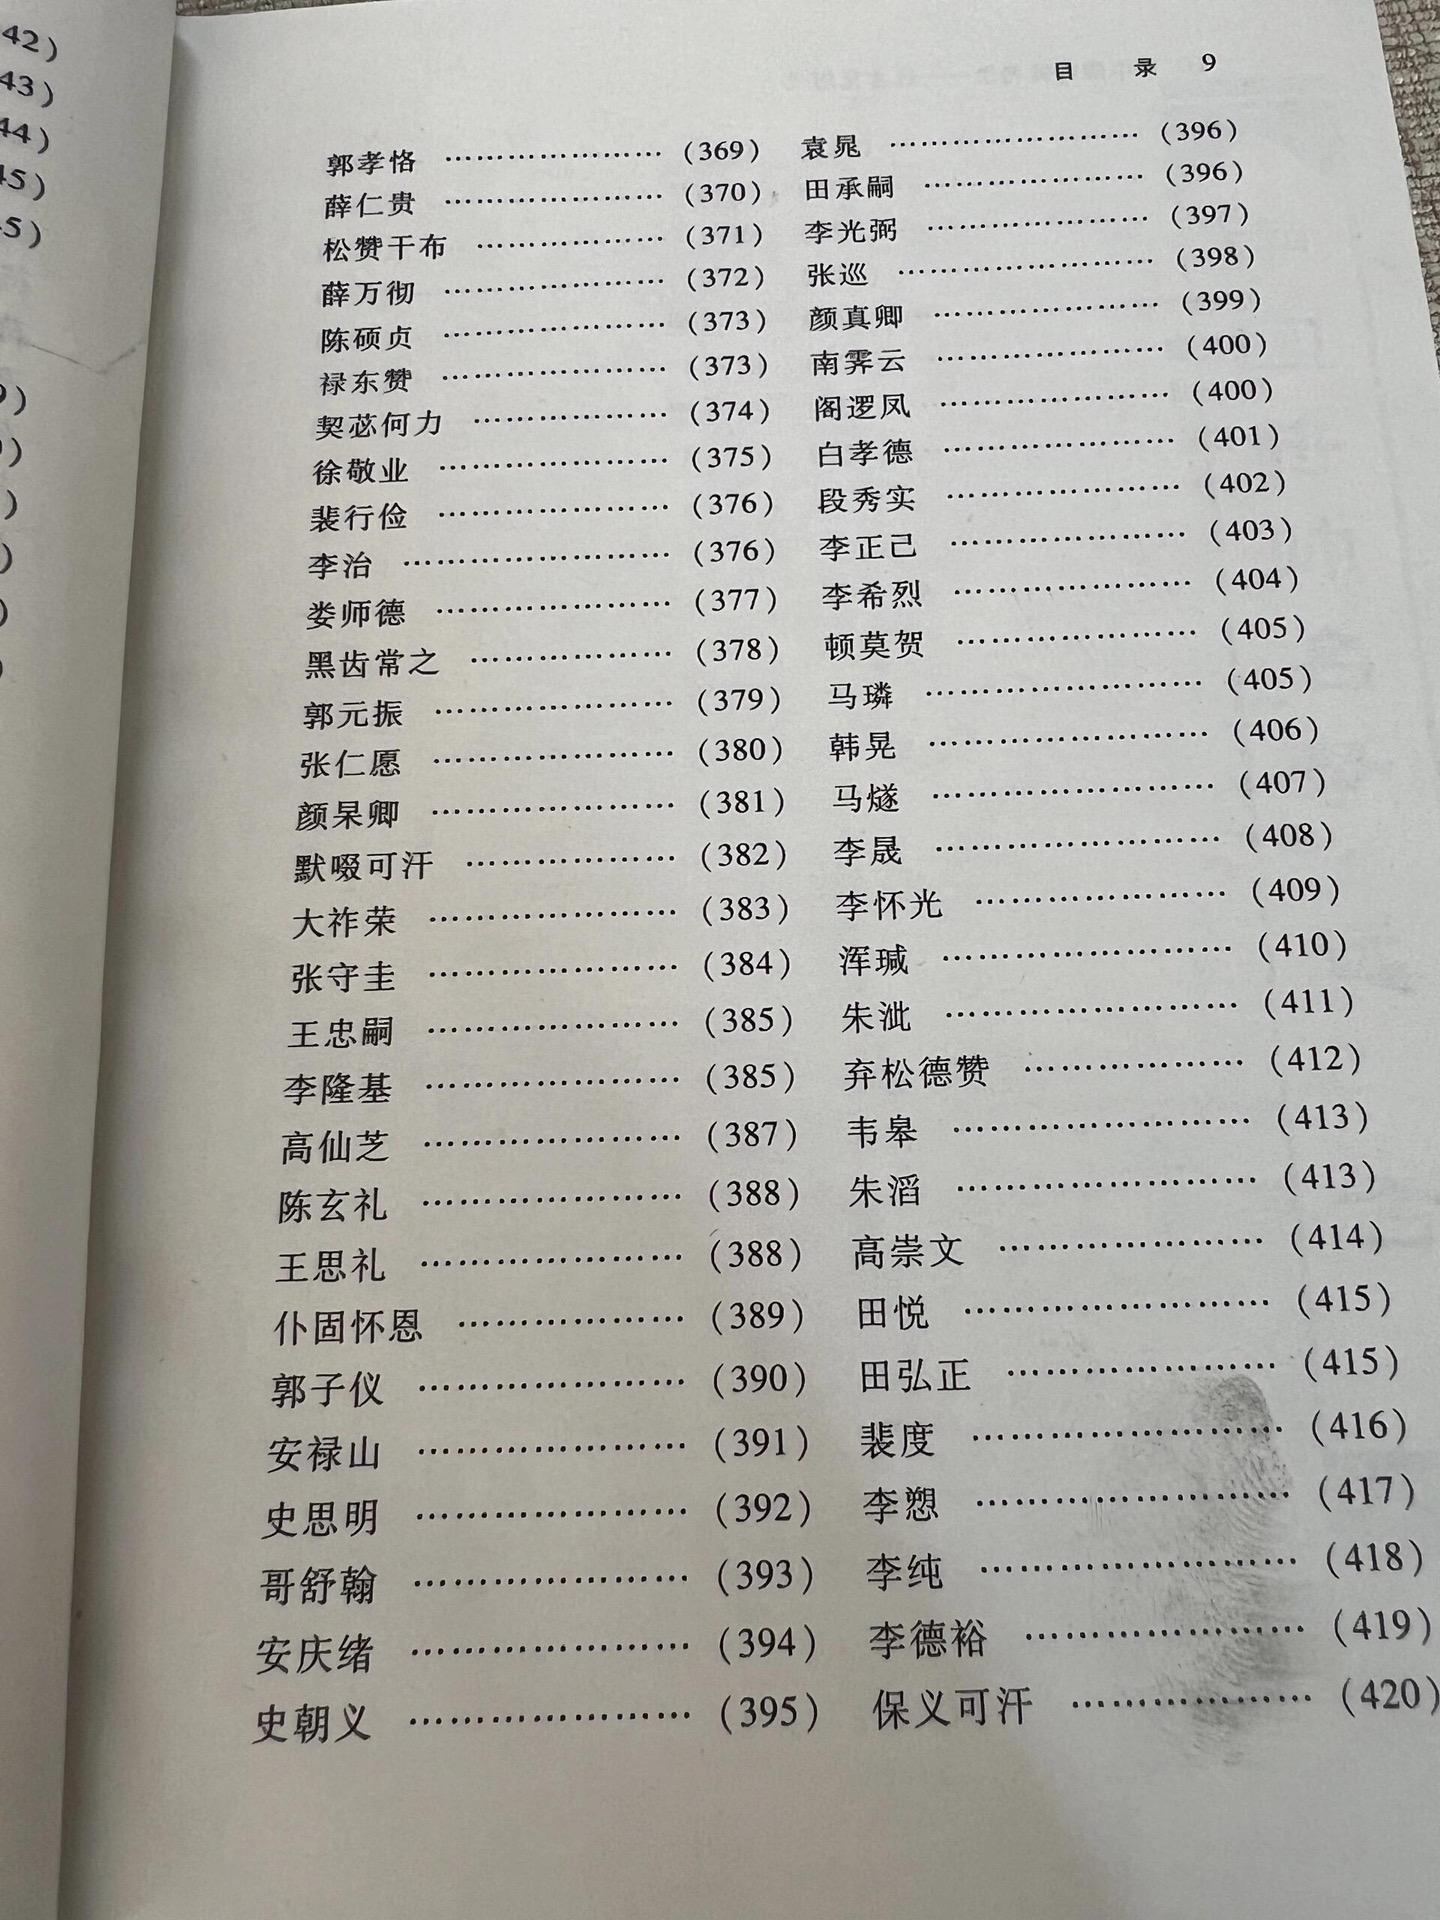 42)
43)
44)
45)
目 录 9
郭孝恪 …………………… (369)
薛仁贵 …………………… (370)
松赞干布 ………………… (371)
薛万彻 …………………… (372)
陈硕贞 …………………… (373)
禄东赞 …………………… (373)
契苾何力 ………………… (374)
徐敬业 …………………… (375)
裴行俭 …………………… (376)
李治 ……………………… (376)
娄师德 …………………… (377)
黑齿常之 ………………… (378)
郭元振 …………………… (379)
张仁愿 …………………… (380)
颜杲卿 …………………… (381)
默啜可汗 ………………… (382)
大祚荣 …………………… (383)
张守圭 …………………… (384)
王忠嗣 …………………… (385)
李隆基 …………………… (385)
高仙芝 …………………… (387)
陈玄礼 …………………… (388)
王思礼 …………………… (388)
仆固怀恩 ………………… (389)
郭子仪 …………………… (390)
安禄山 …………………… (391)
史思明 …………………… (392)
哥舒翰 …………………… (393)
安庆绪 …………………… (394)
史朝义 …………………… (395)
袁晁 ……………………… (396)
田承嗣 …………………… (396)
李光弼 …………………… (397)
张巡 ……………………… (398)
颜真卿 …………………… (399)
南霁云 …………………… (400)
阁逻凤 …………………… (400)
白孝德 …………………… (401)
段秀实 …………………… (402)
李正己 …………………… (403)
李希烈 …………………… (404)
顿莫贺 …………………… (405)
马璘 ……………………… (405)
韩晃 ……………………… (406)
马燧 ……………………… (407)
李晟 ……………………… (408)
李怀光 …………………… (409)
浑瑊 ……………………… (410)
朱泚 ……………………… (411)
弃松德赞 ………………… (412)
韦皋 ……………………… (413)
朱滔 ……………………… (413)
高崇文 …………………… (414)
田悦 ……………………… (415)
田弘正 …………………… (415)
裴度 ……………………… (416)
李愬 ……………………… (417)
李纯 ……………………… (418)
李德裕 …………………… (419)
保义可汗 ………………… (420)